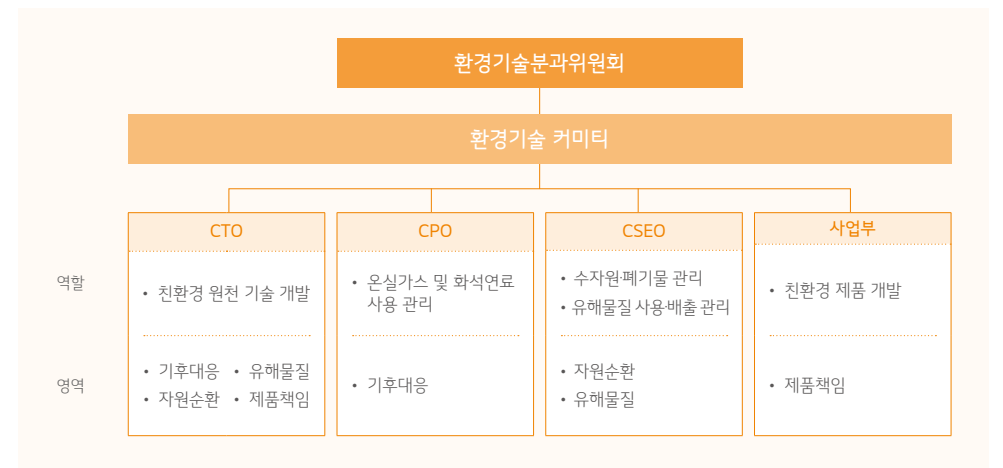 환경기술분과위원회
환경기술 커미티
CTO
CPO
CSEO
사업부
역할
• 친환경 원천 기술 개발
• 온실가스 및 화석연료
사용 관리
• 수자원·폐기물 관리
• 유해물질 사용·배출 관리
• 친환경 제품 개발
영역
• 기후대응 • 유해물질
• 자원순환 • 제품책임
• 기후대응
• 자원순환
• 유해물질
• 제품책임